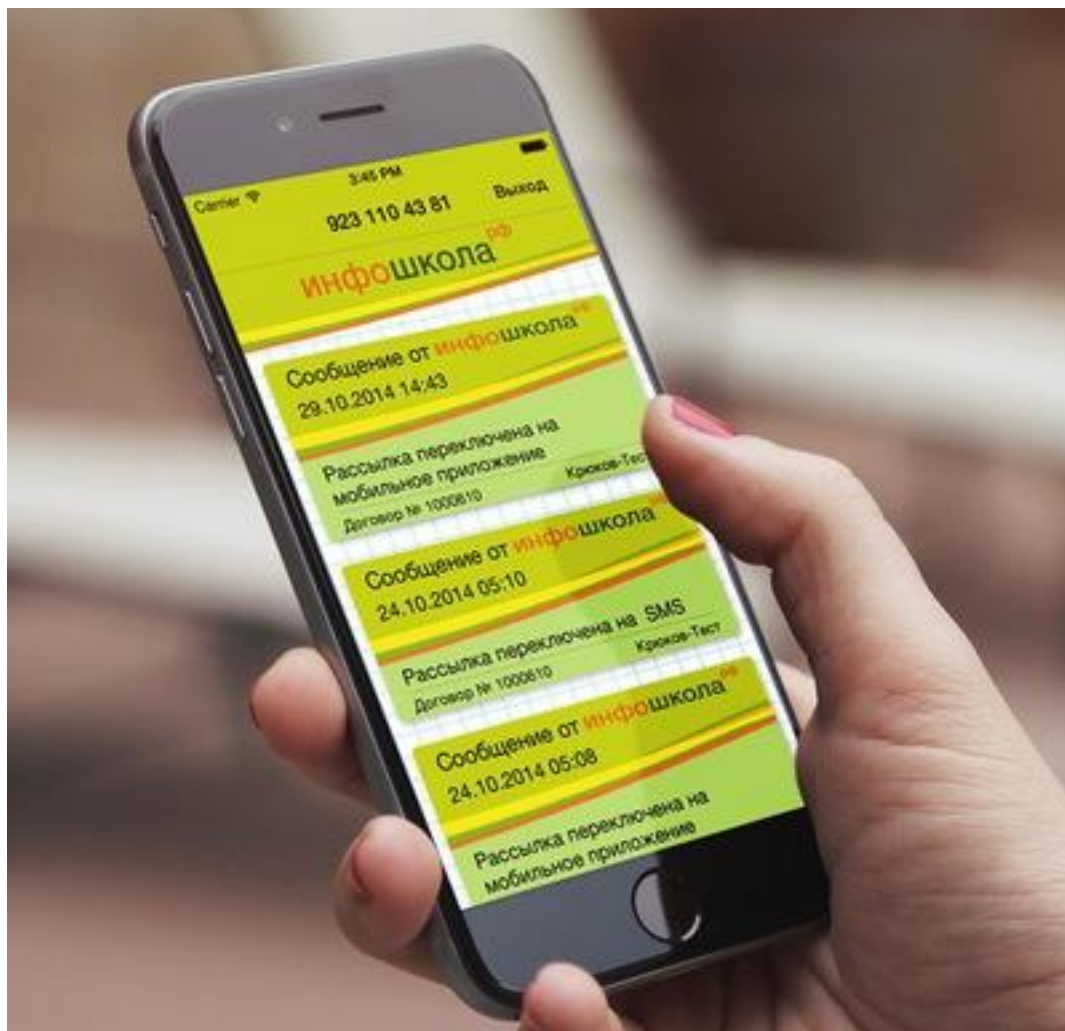 Carrier 3:45 PM
923 110 43 81 Выход
инфошкола рф
Сообщение от инфошкола рф
29.10.2014 14:43
Рассылка переключена на
мобильное приложение
Договор № 1000610 Крюков-Тест
Сообщение от инфошкола рф
24.10.2014 05:10
Рассылка переключена на SMS
Договор № 1000610 Крюков-Тест
Сообщение от инфошкола рф
24.10.2014 05:08
Рассылка переключена на
мобильное приложение